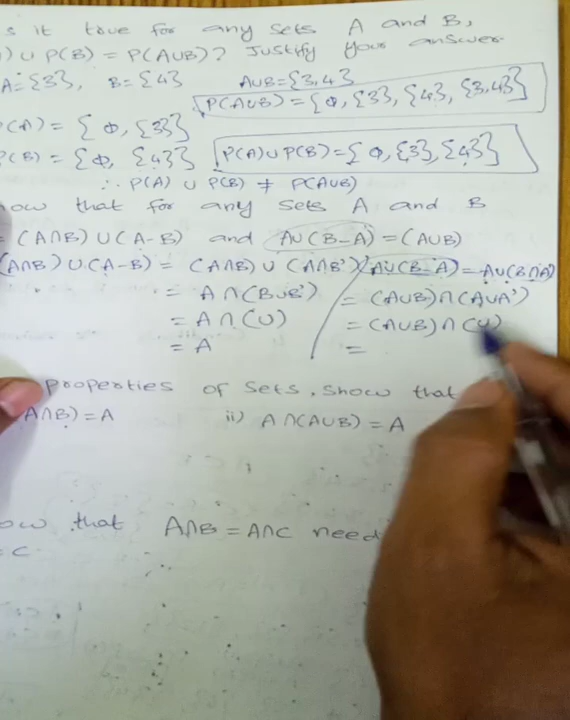 s it true for any sets A and B,
) ∪ P(B) = P(A∪B)? Justify your answer.
A = {3}, B = {4} A∪B = {3, 4}
P(A∪B) = {Φ, {3}, {4}, {3,4}}
P(A) = { Φ, {3}}
P(B) = {Φ, {4}} P(A) ∪ P(B) = { Φ, {3}, {4}}
∴ P(A) ∪ P(B) ≠ P(A∪B)
how that for any sets A and B
= (A∩B) ∪ (A-B) and A∪(B-A) = (A∪B)
(A∩B) ∪ (A-B) = (A∩B) ∪ (A∩B') A∪(B-A) = A∪(B∩A)
= A ∩ (B∪B') = (A∪B) ∩ (A∪A')
= A ∩ (U) = (A∪B) ∩ (U)
= A =
properties of sets, show that
A∩B) = A ii) A ∩(A∪B) = A
ow that A∩B = A∩C need
= C